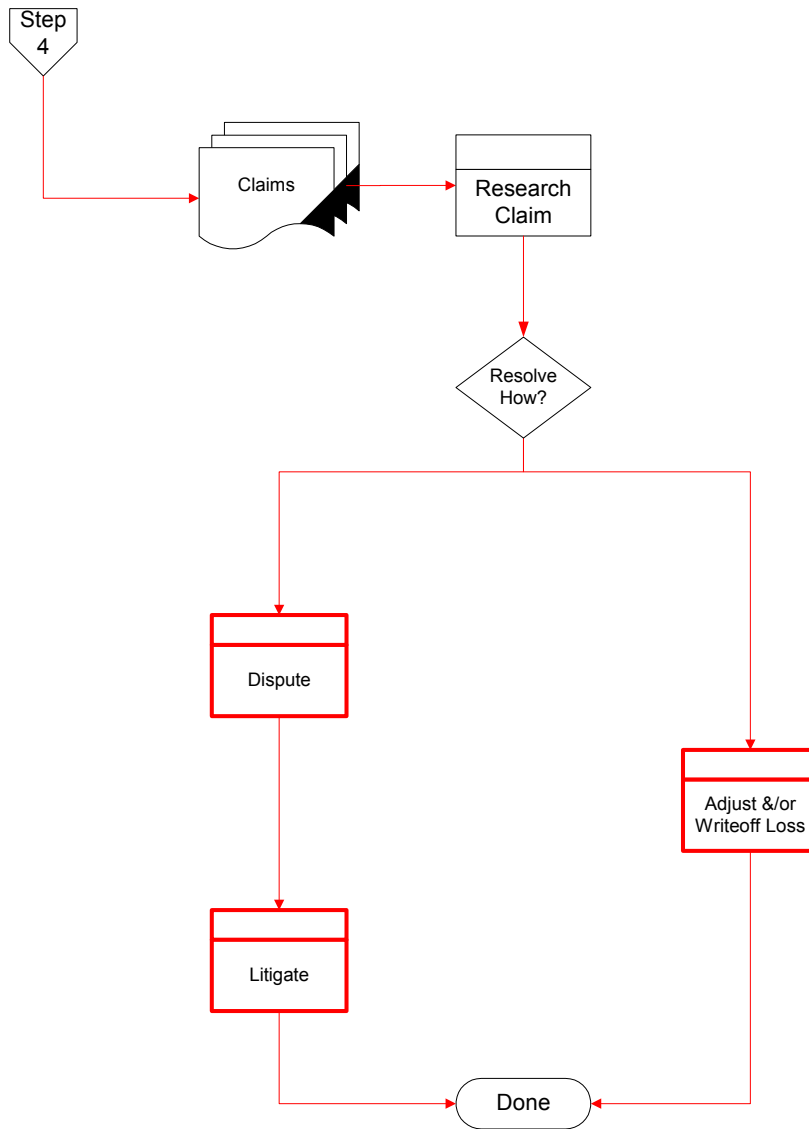 Step
4
Claims
Research
Claim
Resolve
How?
Dispute
Adjust &/or
Writeoff Loss
Litigate
Done